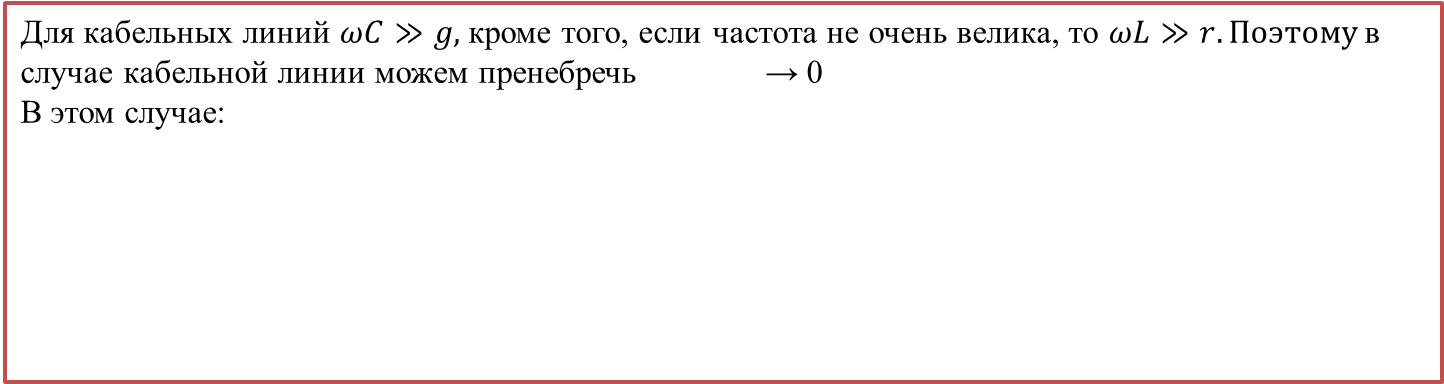 Для кабельных линий ωC ≫ g, кроме того, если частота не очень велика, то ωL ≫ r. Поэтому в
случае кабельной линии можем пренебречь → 0
В этом случае: